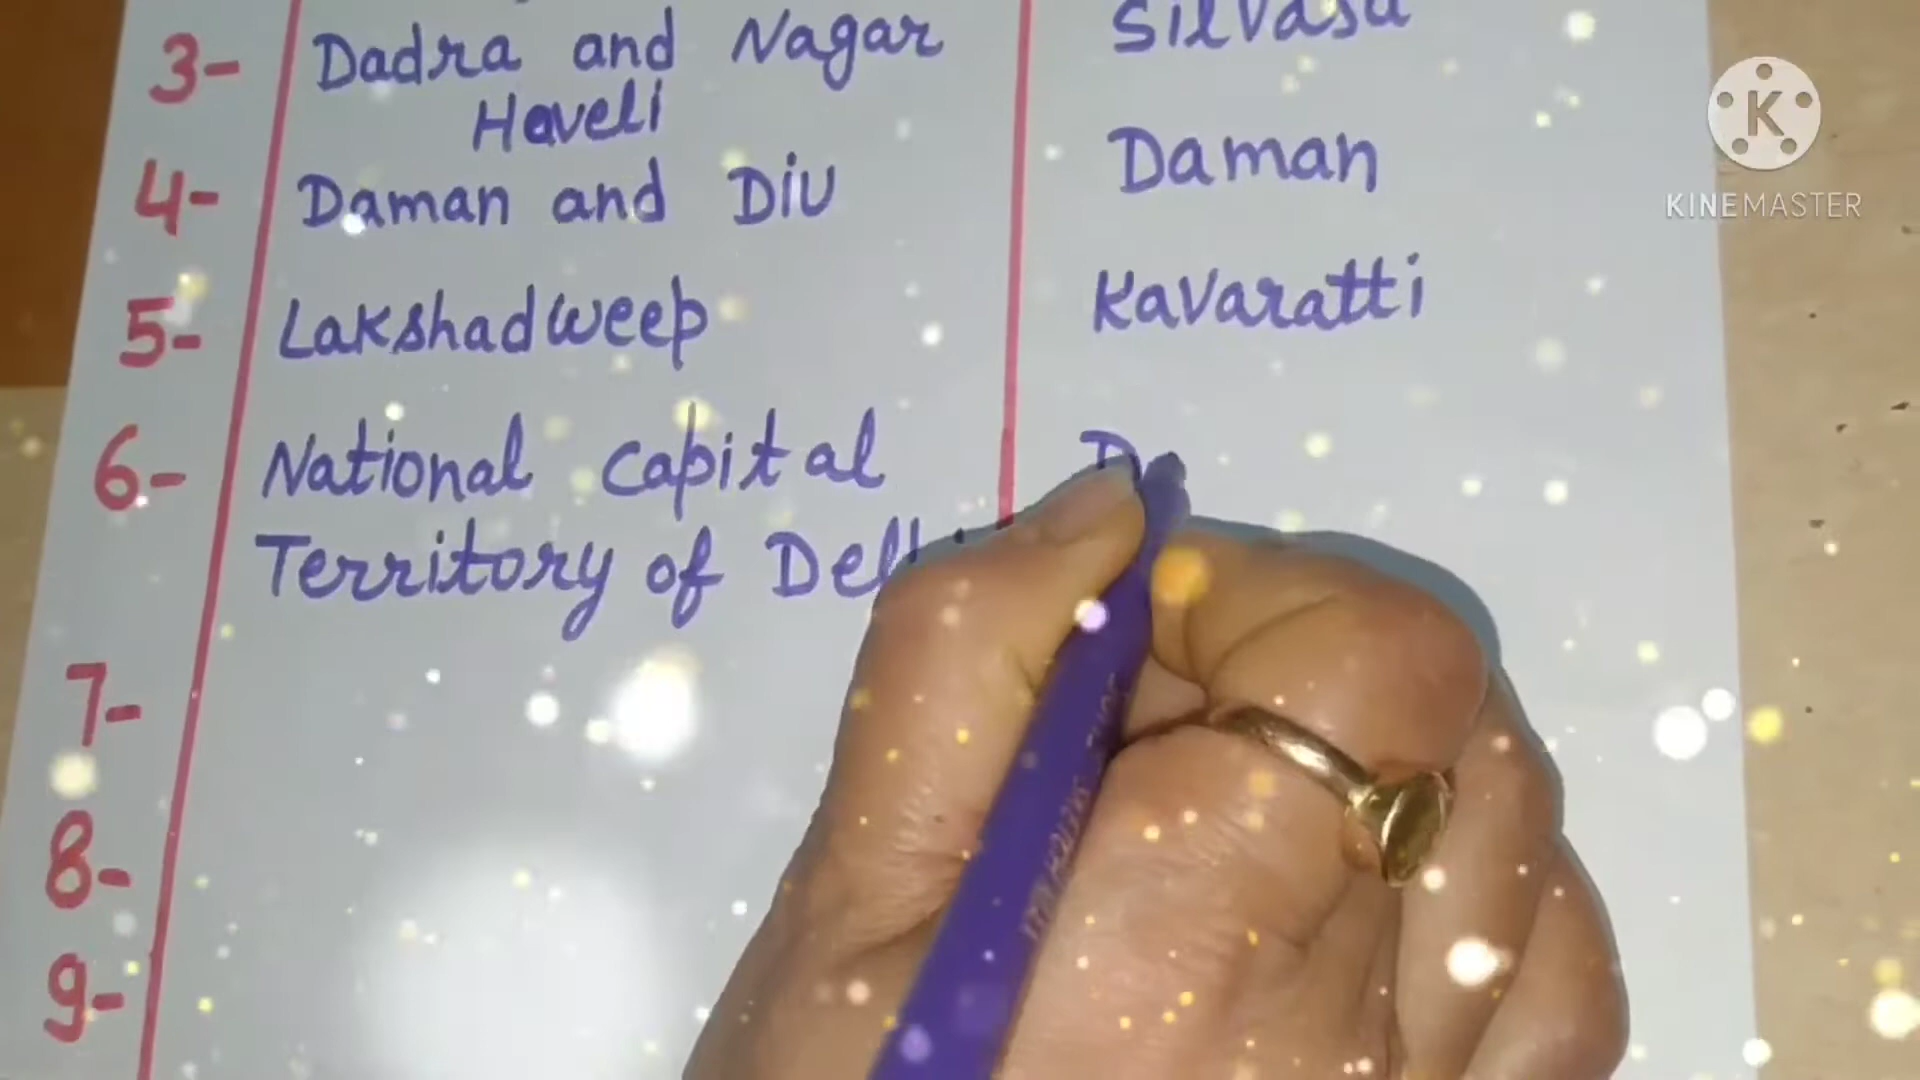 3- Dadra and Nagar Silvasa
Haveli
4- Daman and Diu Daman
5- Lakshadweep Kavaratti
6- National Capital
Territory of
7-
8-
9-
K
KINEMASTER